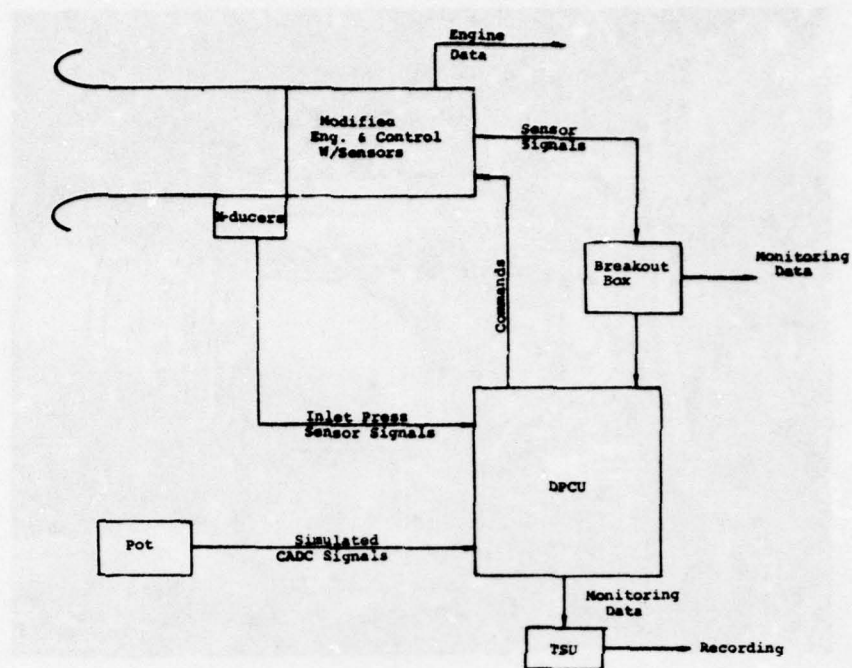 Engine
Data
Modified
Eng. & Control
W/Sensors
Sensor
Signals
M-ducers
Breakout
Box
Monitoring
Data
Commands
Inlet Press
Sensor Signals
DPCU
Pot
Simulated
CADC Signals
Monitoring
Data
TSU
Recording